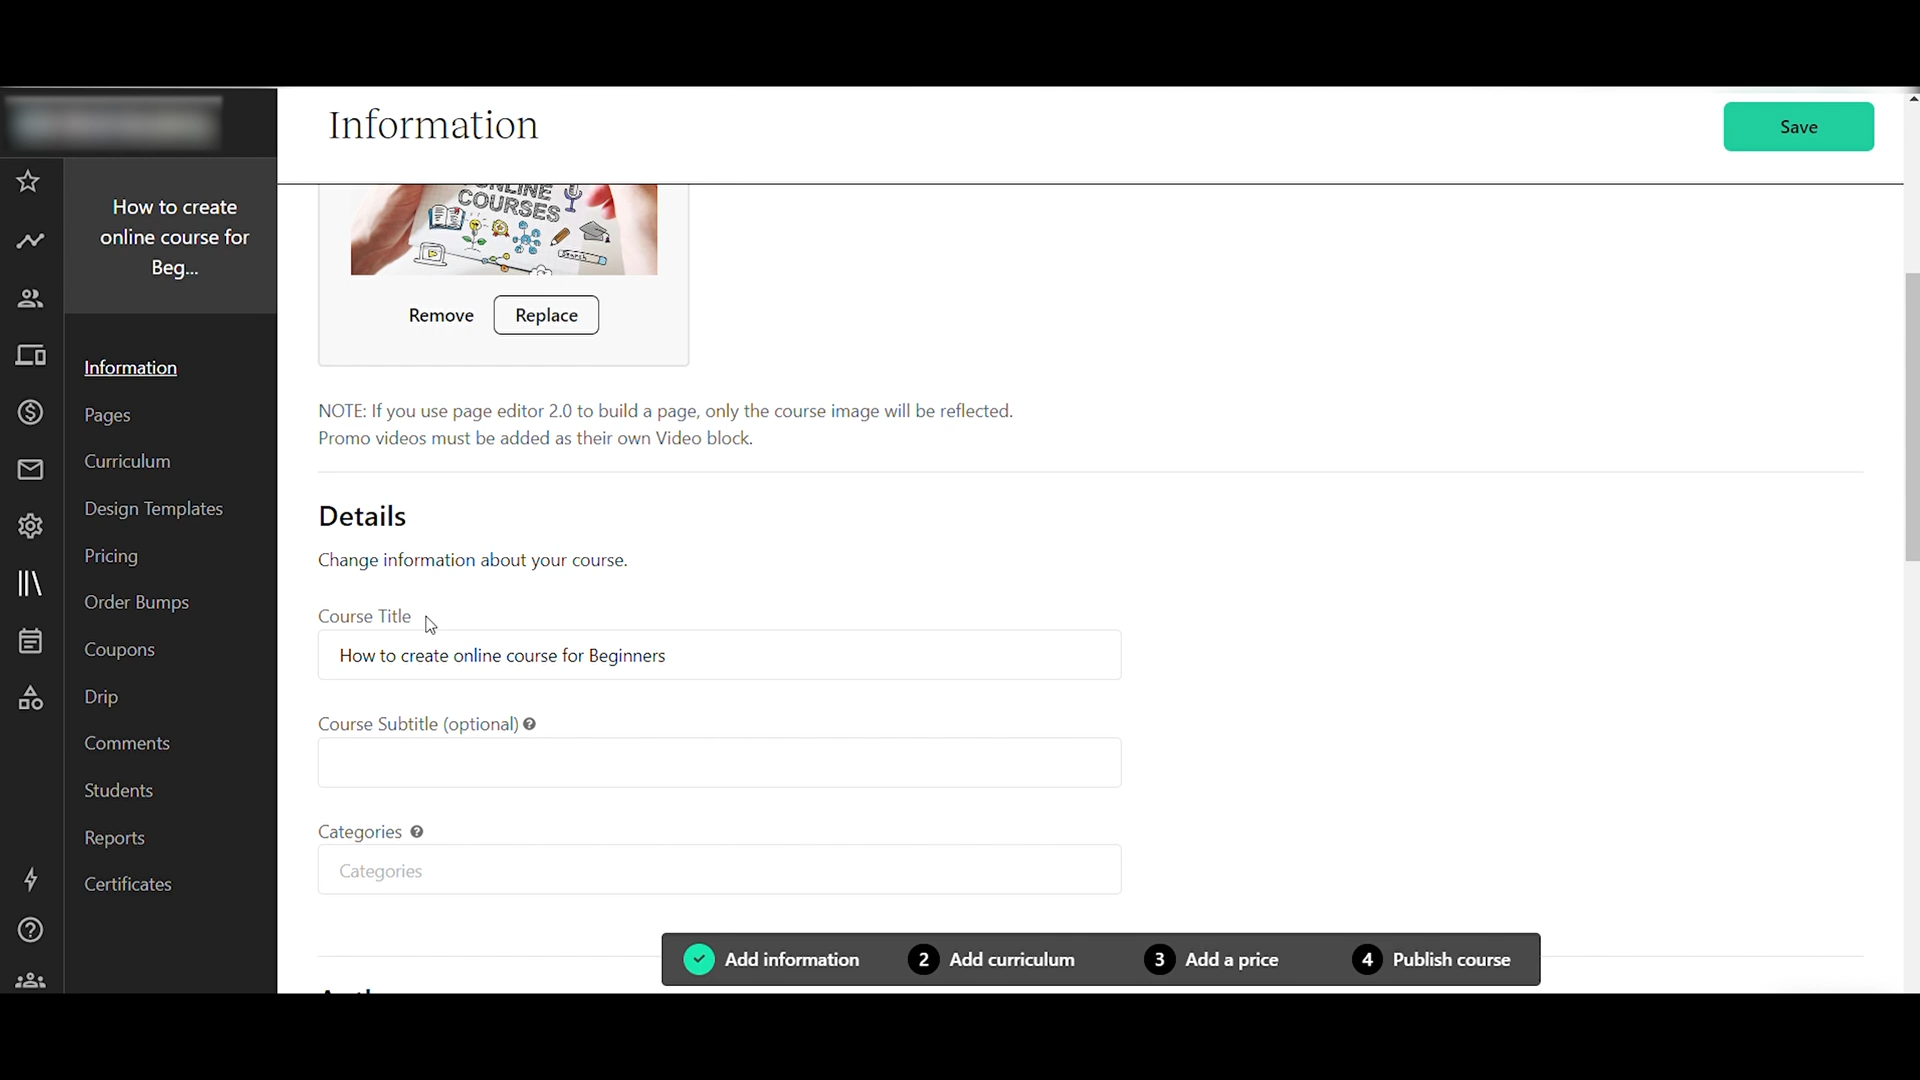 Information
Save
How to create
online course for
Beg...
ONLINE
COURSES
Search
Remove
Replace
Information
Pages
Curriculum
Design Templates
Pricing
Order Bumps
Coupons
Drip
Comments
Students
Reports
Certificates
NOTE: If you use page editor 2.0 to build a page, only the course image will be reflected.
Promo videos must be added as their own Video block.
Details
Change information about your course.
Course Title
How to create online course for Beginners
Course Subtitle (optional)
Categories
Categories
Add information
2 Add curriculum
3 Add a price
4 Publish course